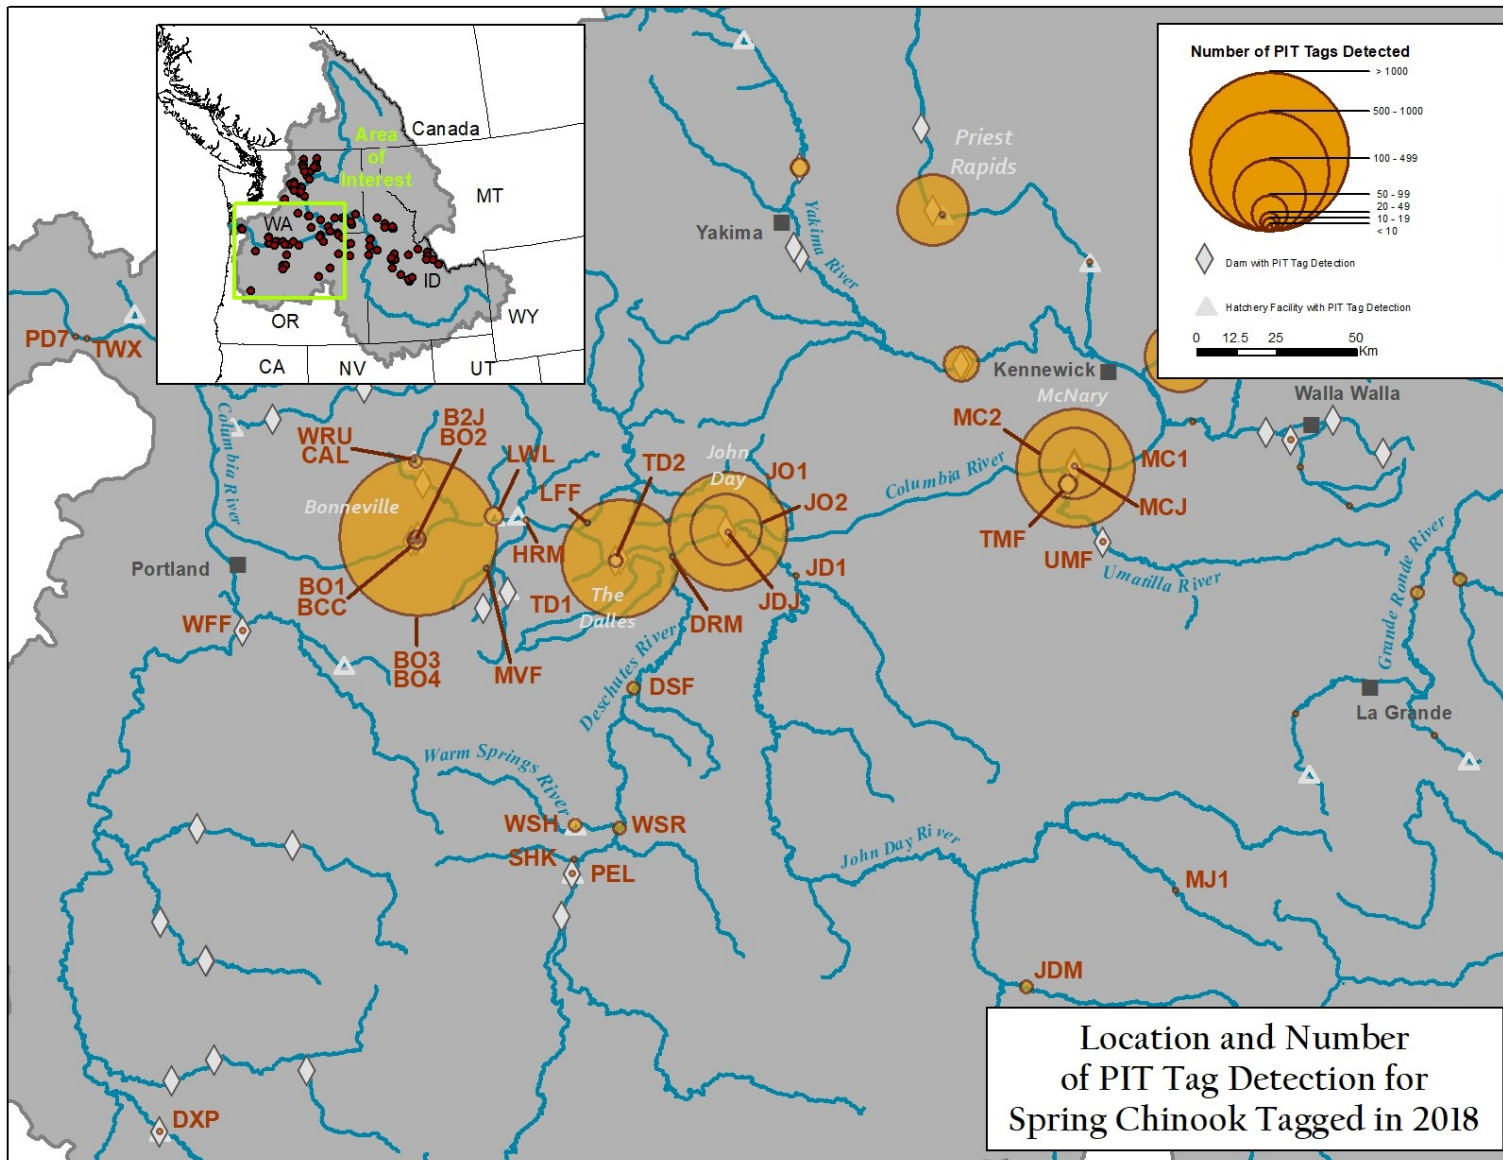 Canada
Area
of
Interest
MT
WA
ID
OR
WY
CA
NV
UT
Number of PIT Tags Detected
> 1000
500 - 1000
100 - 499
50 - 99
20 - 49
10 - 19
< 10
Dam with PIT Tag Detection
Hatchery Facility with PIT Tag Detection
0 12.5 25 50
Km
Priest
Rapids
Yakima
Yakima River
PD7
TWX
Kennewick
McNary
Walla Walla
Columbia River
B2J
BO2
WRU
CAL
LWL
Bonneville
LFF
TD2
John
Day
JO1
JO2
Columbia River
MC2
MC1
MCJ
TMF
UMF
Umatilla River
HRM
Portland
BO1
BCC
TD1
The
Dalles
JDJ
JD1
DRM
WFF
BO3
BO4
MVF
Deschutes River
DSF
Grande Ronde River
La Grande
Warm Springs River
WSH
WSR
SHK
PEL
John Day River
MJ1
JDM
DXP
Location and Number
of PIT Tag Detection for
Spring Chinook Tagged in 2018